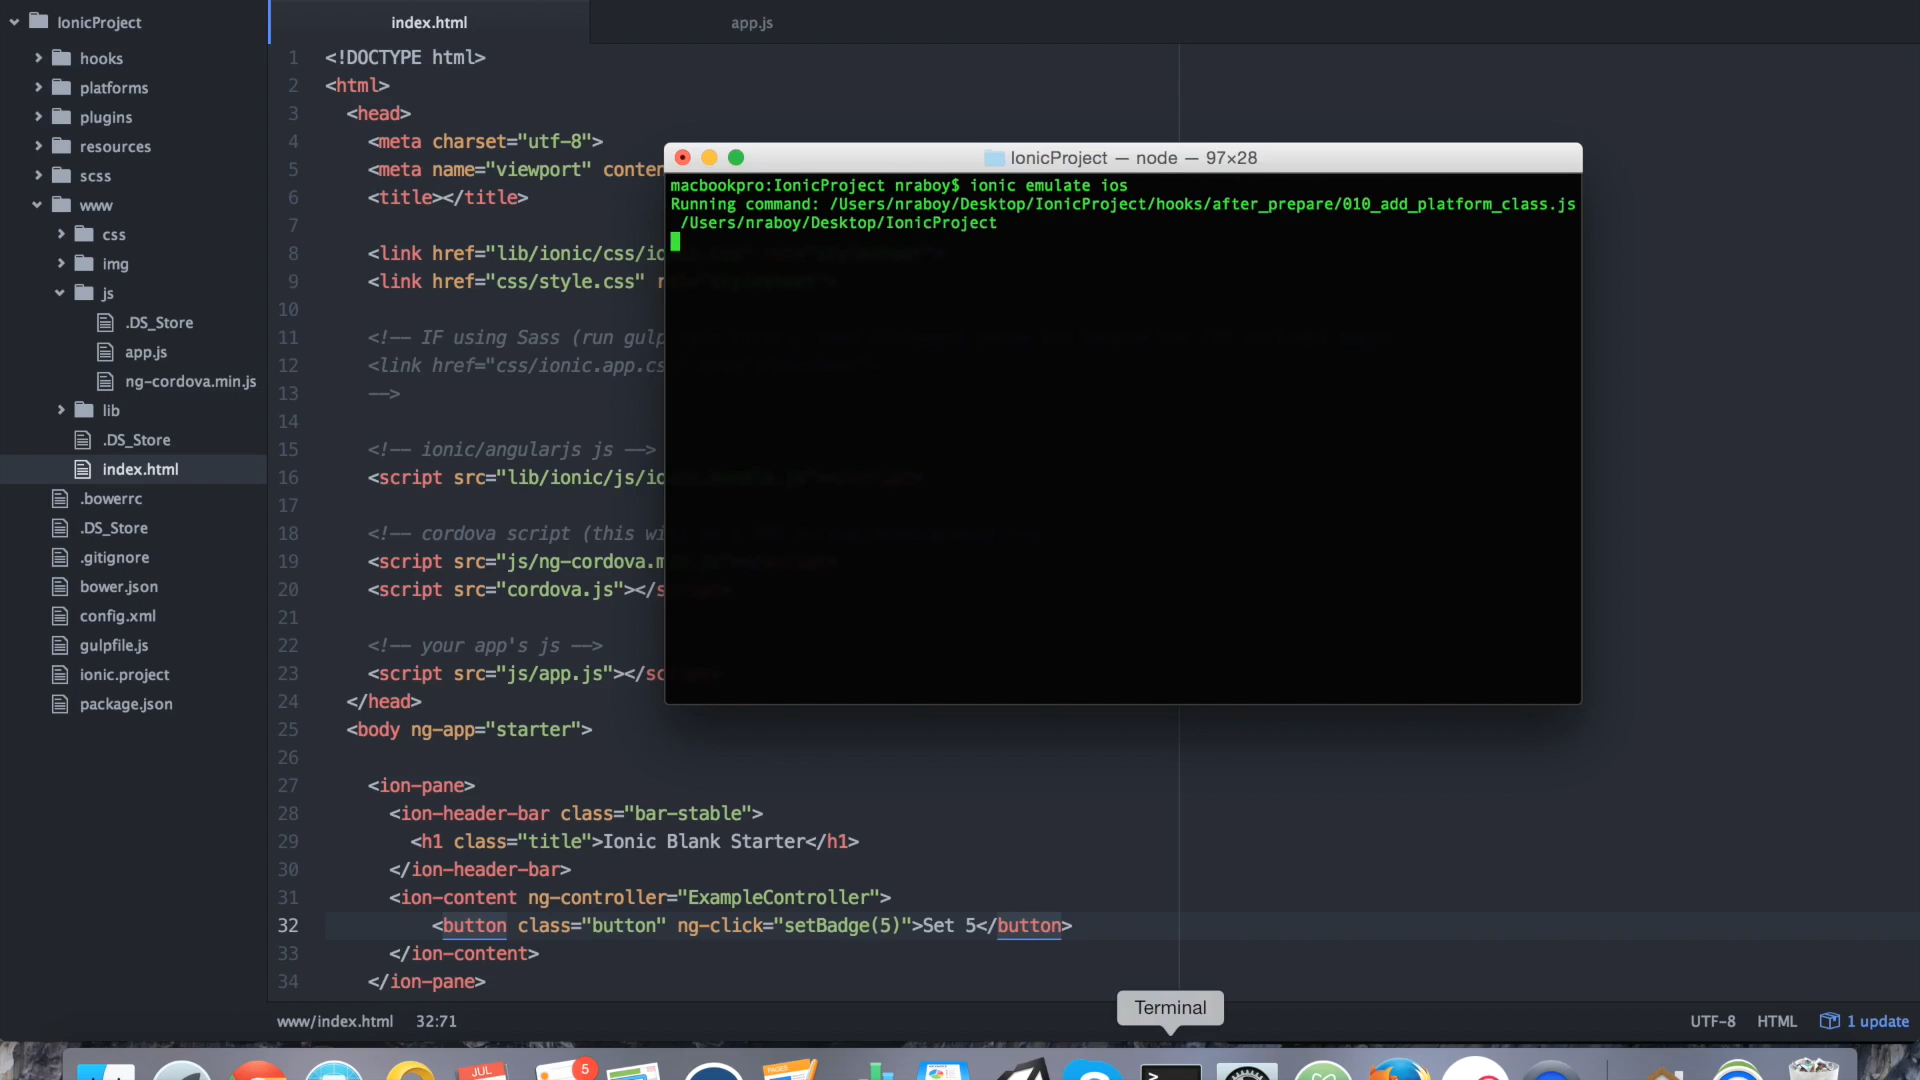 IonicProject
hooks
platforms
plugins
resources
scss
www
css
img
js
.DS_Store
app.js
ng-cordova.min.js
lib
.DS_Store
index.html
.bowerrc
.DS_Store
.gitignore
bower.json
config.xml
gulpfile.js
ionic.project
package.json
index.html
app.js
1 <!DOCTYPE html>
2 <html>
3 <head>
4 <meta charset="utf-8">
5 <meta name="viewport" conten
6 <title></title>
7
8 <link href="lib/ionic/css/io
9 <link href="css/style.css" r
10
11 <!-- IF using Sass (run gulp
12 <link href="css/ionic.app.cs
13 -->
14
15 <!-- ionic/angularjs js -->
16 <script src="lib/ionic/js/io
17
18 <!-- cordova script (this wi
19 <script src="js/ng-cordova.m
20 <script src="cordova.js"></s
21
22 <!-- your app's js -->
23 <script src="js/app.js"></sc
24 </head>
25 <body ng-app="starter">
26
27 <ion-pane>
28 <ion-header-bar class="bar-stable">
29 <h1 class="title">Ionic Blank Starter</h1>
30 </ion-header-bar>
31 <ion-content ng-controller="ExampleController">
32 <button class="button" ng-click="setBadge(5)">Set 5</button>
33 </ion-content>
34 </ion-pane>
IonicProject — node — 97×28
macbookpro:IonicProject nraboy$ ionic emulate ios
Running command: /Users/nraboy/Desktop/IonicProject/hooks/after_prepare/010_add_platform_class.js
/Users/nraboy/Desktop/IonicProject
Terminal
www/index.html 32:71
UTF-8 HTML 1 update
JUL
5